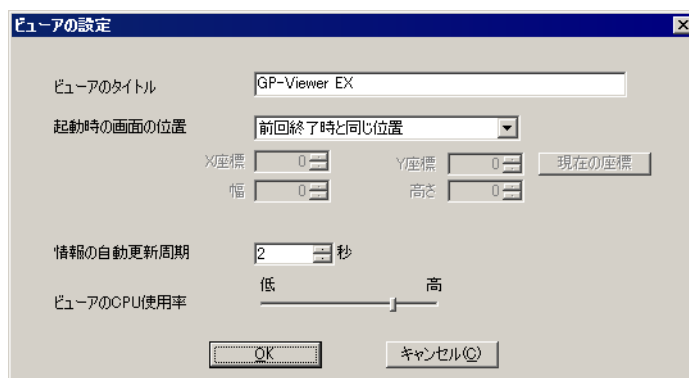 ビューアの設定
ビューアのタイトル GP-Viewer EX
起動時の画面の位置 前回終了時と同じ位置
X座標 0 Y座標 0 現在の座標
幅 0 高さ 0
情報の自動更新周期 2 秒
低 高
ビューアのCPU使用率
OK キャンセル(C)